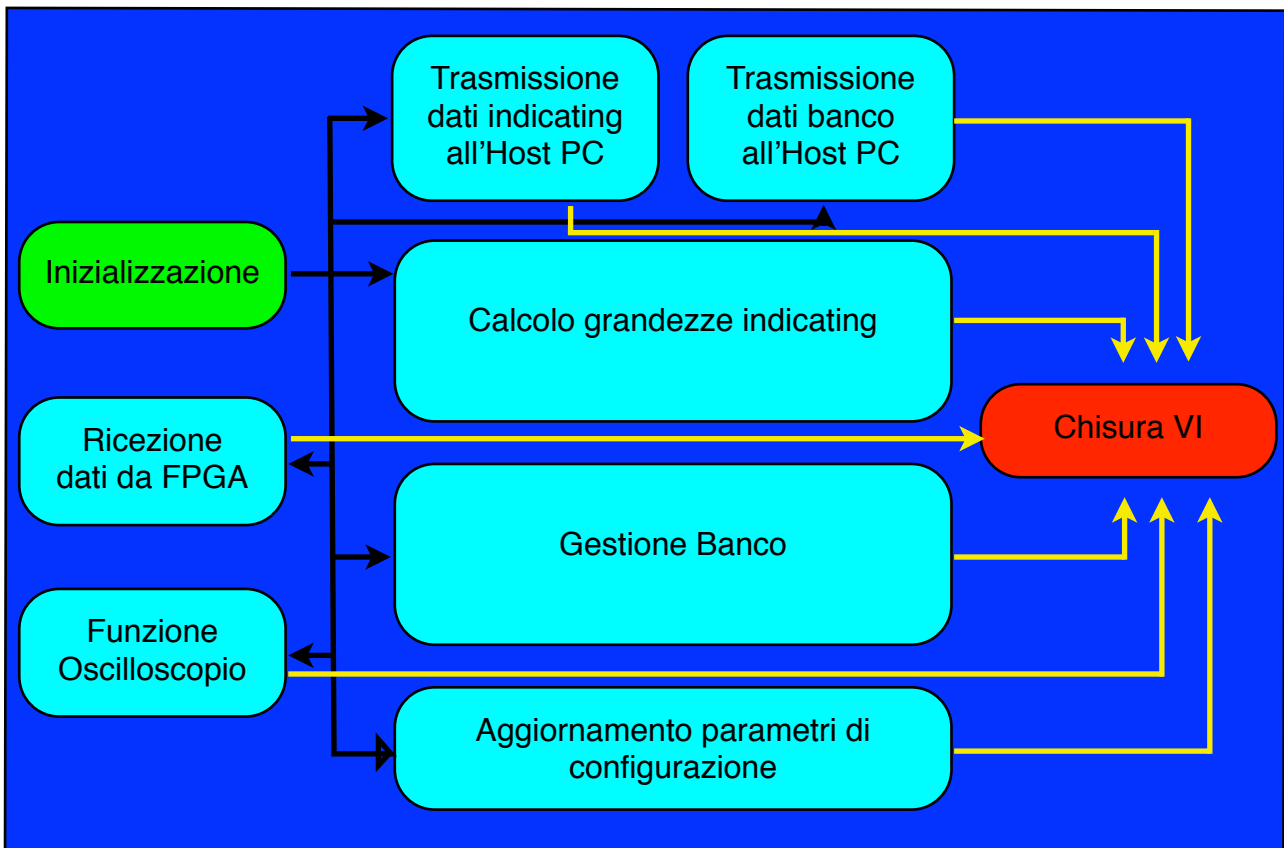 Trasmissione
dati indicating
all'Host PC
Trasmissione
dati banco
all'Host PC
Inizializzazione
Calcolo grandezze indicating
Chisura VI
Ricezione
dati da FPGA
Gestione Banco
Funzione
Oscilloscopio
Aggiornamento parametri di
configurazione